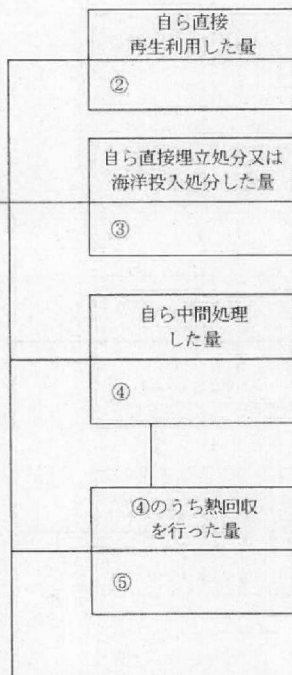 自ら直接
再生利用した量
②
自ら直接埋立処分又は
海洋投入処分した量
③
自ら中間処理
した量
④
④のうち熱回収
を行った量
⑤